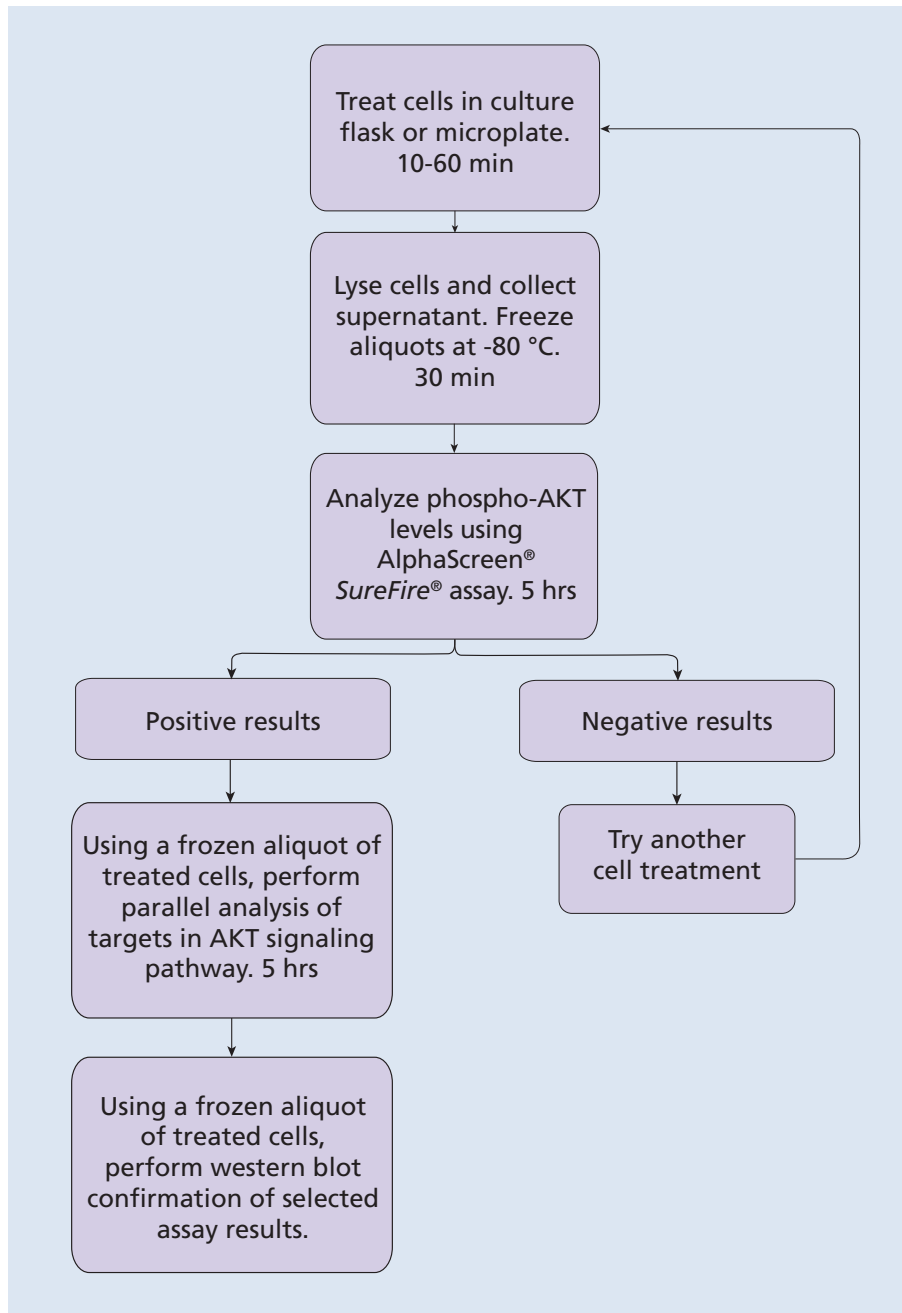 Treat cells in culture
flask or microplate.
10-60 min
Lyse cells and collect
supernatant. Freeze
aliquots at -80 °C.
30 min
Analyze phospho-AKT
levels using
AlphaScreen®
SureFire® assay. 5 hrs
Positive results
Negative results
Using a frozen aliquot of
treated cells, perform
parallel analysis of
targets in AKT signaling
pathway. 5 hrs
Try another
cell treatment
Using a frozen aliquot
of treated cells,
perform western blot
confirmation of selected
assay results.